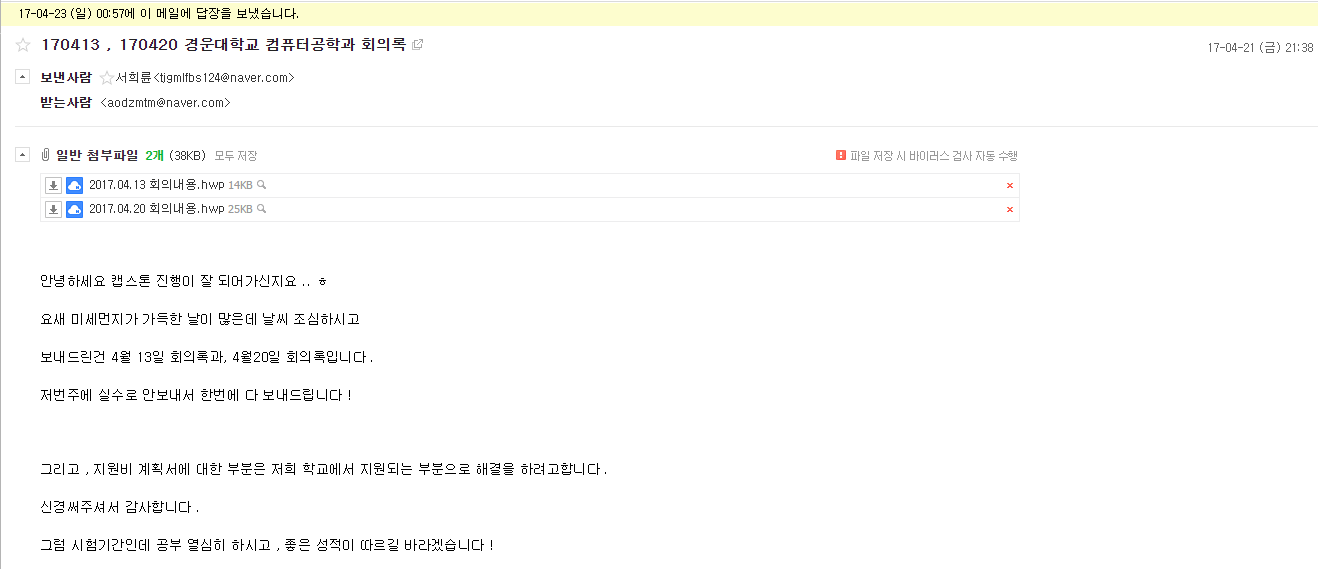 17-04-23 (일) 00:57에 이 메일에 답장을 보냈습니다.
170413 , 170420 경운대학교 컴퓨터공학과 회의록
17-04-21 (금) 21:38
보낸사람 서희륜<tjgmlfbs124@naver.com>
받는사람 <aodzmtm@naver.com>
일반 첨부파일 2개 (38KB) 모두 저장
파일 저장 시 바이러스 검사 자동 수행
2017.04.13 회의내용.hwp 14KB
2017.04.20 회의내용.hwp 25KB
안녕하세요 캡스톤 진행이 잘 되어가신지요 .. ㅎ
요새 미세먼지가 가득한 날이 많은데 날씨 조심하시고
보내드린건 4월 13일 회의록과, 4월20일 회의록입니다 .
저번주에 실수로 안보내서 한번에 다 보내드립니다 !
그리고 , 지원비 계획서에 대한 부분은 저희 학교에서 지원되는 부분으로 해결을 하려고합니다 .
신경써주셔서 감사합니다 .
그럼 시험기간인데 공부 열심히 하시고 , 좋은 성적이 따르길 바라겠습니다 !